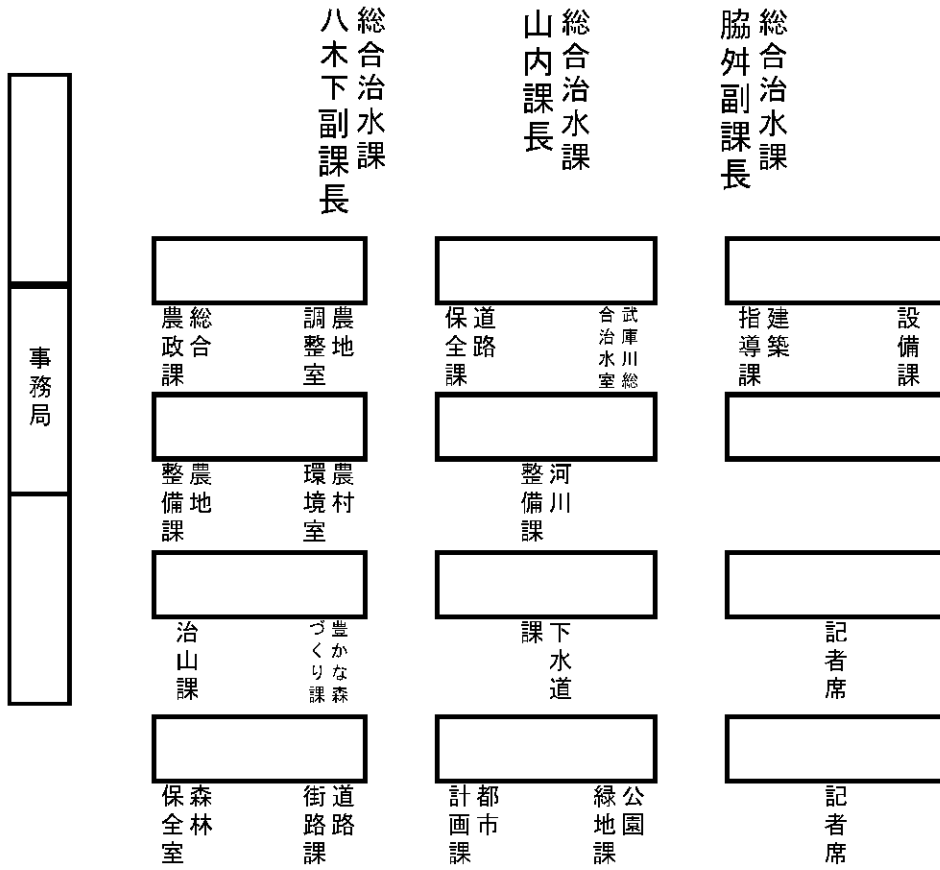 総合治水課
八木下副課長
総合治水課
山内課長
総合治水課
脇舛副課長
事務局
総合
農政課
農地
調整室
道路
保全課
武庫川総
合治水室
建築
指導課
設備課
農地
整備課
農村
環境室
河川
整備課
治山課
豊かな森
づくり課
下水道
課
記者席
森林
保全室
道路
街路課
都市
計画課
公園
緑地課
記者席